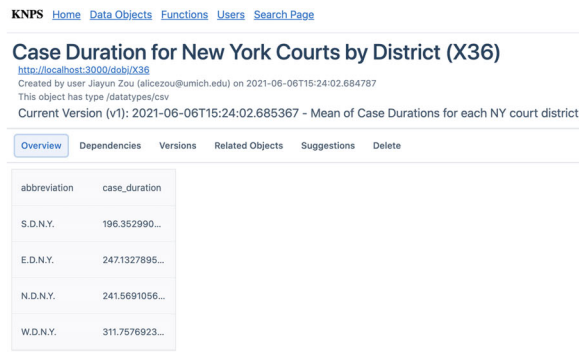 KNPS Home Data Objects Functions Users Search Page
Case Duration for New York Courts by District (X36)
http://localhost:3000/dobj/X36
Created by user Jiayun Zou (alicezou@umich.edu) on 2021-06-06T15:24:02.684787
This object has type /datatypes/csv
Current Version (v1): 2021-06-06T15:24:02.685367 - Mean of Case Durations for each NY court district
Overview Dependencies Versions Related Objects Suggestions Delete
abbreviation case_duration
S.D.N.Y. 196.352990...
E.D.N.Y. 247.1327895...
N.D.N.Y. 241.5691056...
W.D.N.Y. 311.7576923...